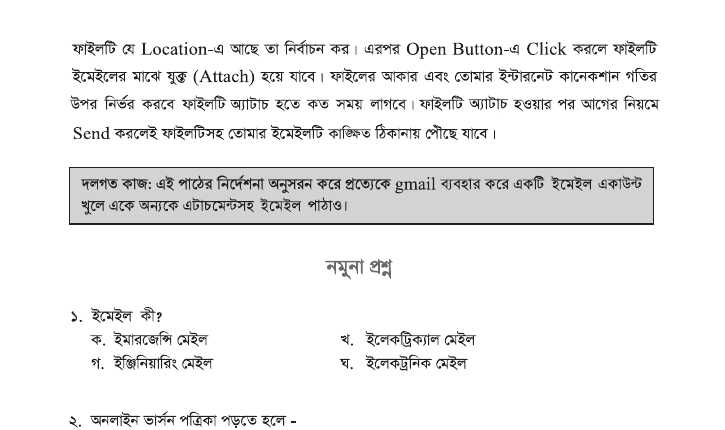 ফাইলটি যে Location-এ আছে তা নির্বাচন কর। এরপর Open Button-এ Click করলে ফাইলটি
ইমেইলের মাঝে যুক্ত (Attach) হয়ে যাবে। ফাইলের আকার এবং তোমার ইন্টারনেট কানেকশান গতির
উপর নির্ভর করবে ফাইলটি অ্যাটাচ হতে কত সময় লাগবে। ফাইলটি অ্যাটাচ হওয়ার পর আগের নিয়মে
Send করলেই ফাইলটিসহ তোমার ইমেইলটি কাঙ্ক্ষিত ঠিকানায় পৌঁছে যাবে।
দলগত কাজ: এই পাঠের নির্দেশনা অনুসরন করে প্রত্যেকে gmail ব্যবহার করে একটি ইমেইল একাউন্ট
খুলে একে অন্যকে এটাচমেন্টসহ ইমেইল পাঠাও।
নমুনা প্রশ্ন
১. ইমেইল কী?
ক. ইমারজেন্সি মেইল খ. ইলেকট্রিক্যাল মেইল
গ. ইঞ্জিনিয়ারিং মেইল ঘ. ইলেকট্রনিক মেইল
২. অনলাইন ভার্সন পত্রিকা পড়তে হলে -